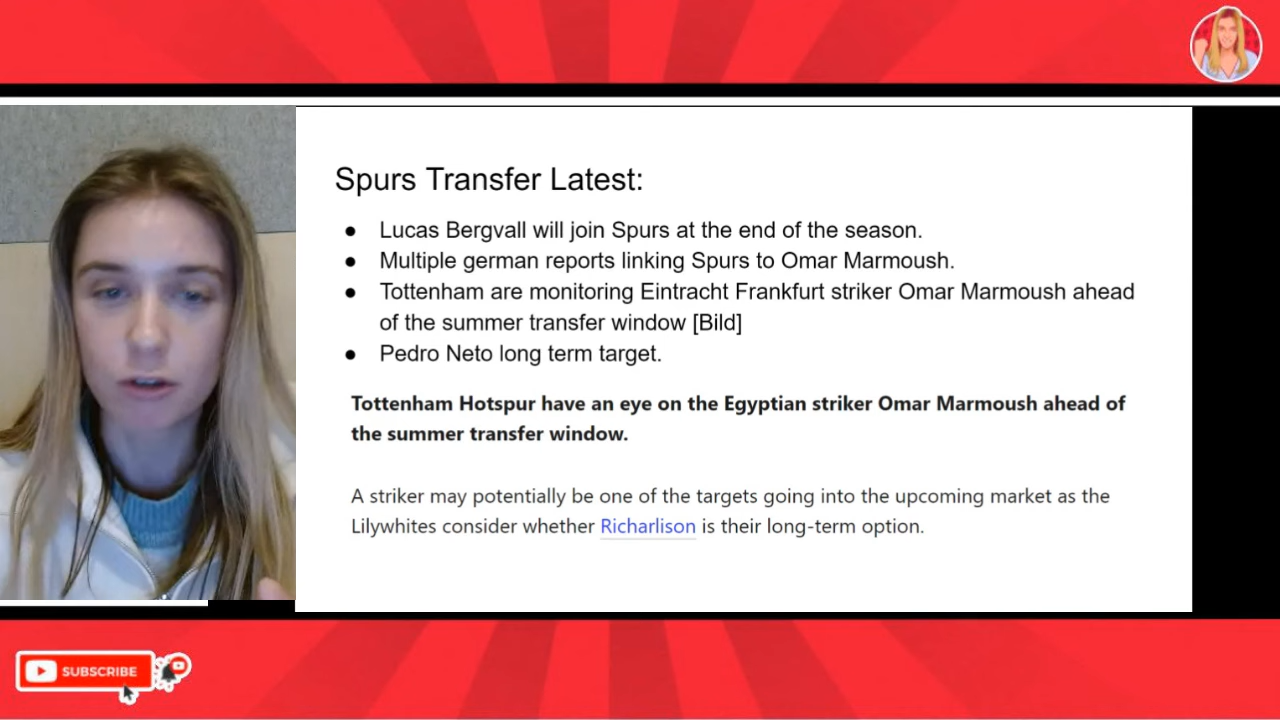 Spurs Transfer Latest:
● Lucas Bergvall will join Spurs at the end of the season.
● Multiple german reports linking Spurs to Omar Marmoush.
● Tottenham are monitoring Eintracht Frankfurt striker Omar Marmoush ahead
of the summer transfer window [Bild]
● Pedro Neto long term target.
Tottenham Hotspur have an eye on the Egyptian striker Omar Marmoush ahead of
the summer transfer window.
A striker may potentially be one of the targets going into the upcoming market as the
Lilywhites consider whether Richarlison is their long-term option.
SUBSCRIBE